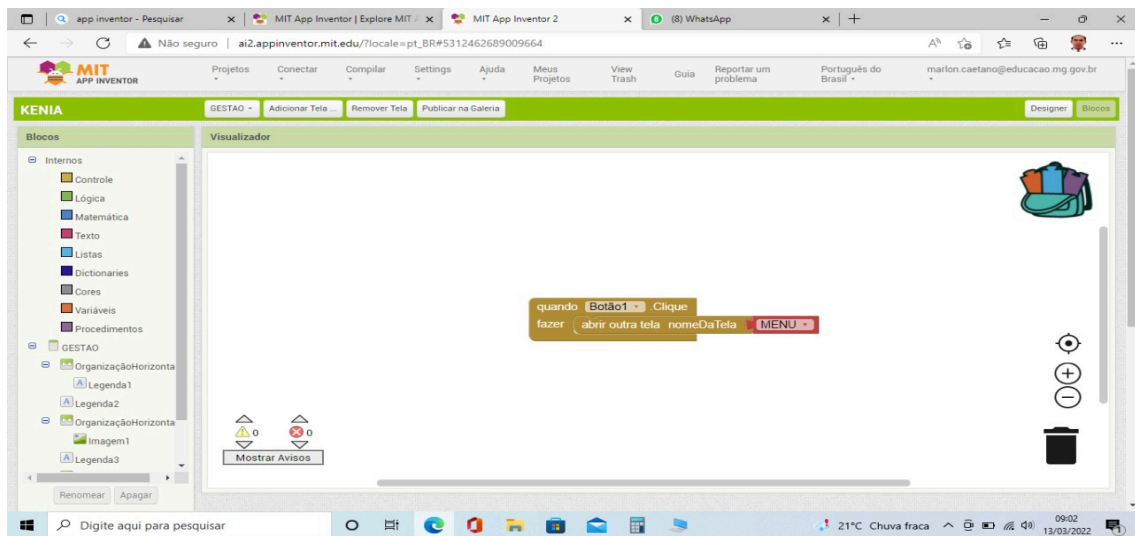 app inventor - Pesquisar
MIT App Inventor | Explore MIT
MIT App Inventor 2
(8) WhatsApp
Não seguro
ai2.appinventor.mit.edu/?locale=pt_BR#5312462689009664
MIT
APP INVENTOR
Projetos
Conectar
Compilar
Settings
Ajuda
Meus Projetos
View Trash
Guia
Reportar um problema
Português do Brasil
marlon.caetano@educacao.mg.gov.br
KENIA
GESTAO
Adicionar Tela ...
Remover Tela
Publicar na Galeria
Designer
Blocos
Blocos
Visualizador
Internos
Controle
Lógica
Matemática
Texto
Listas
Dictionaries
Cores
Variáveis
Procedimentos
GESTAO
OrganizaçãoHorizonta
Legenda1
Legenda2
OrganizaçãoHorizonta
Imagem1
Legenda3
Renomear
Apagar
quando Botão1 .Clique
fazer abrir outra tela nomeDaTela MENU
0
0
Mostrar Avisos
Digite aqui para pesquisar
21°C Chuva fraca
09:02
13/03/2022